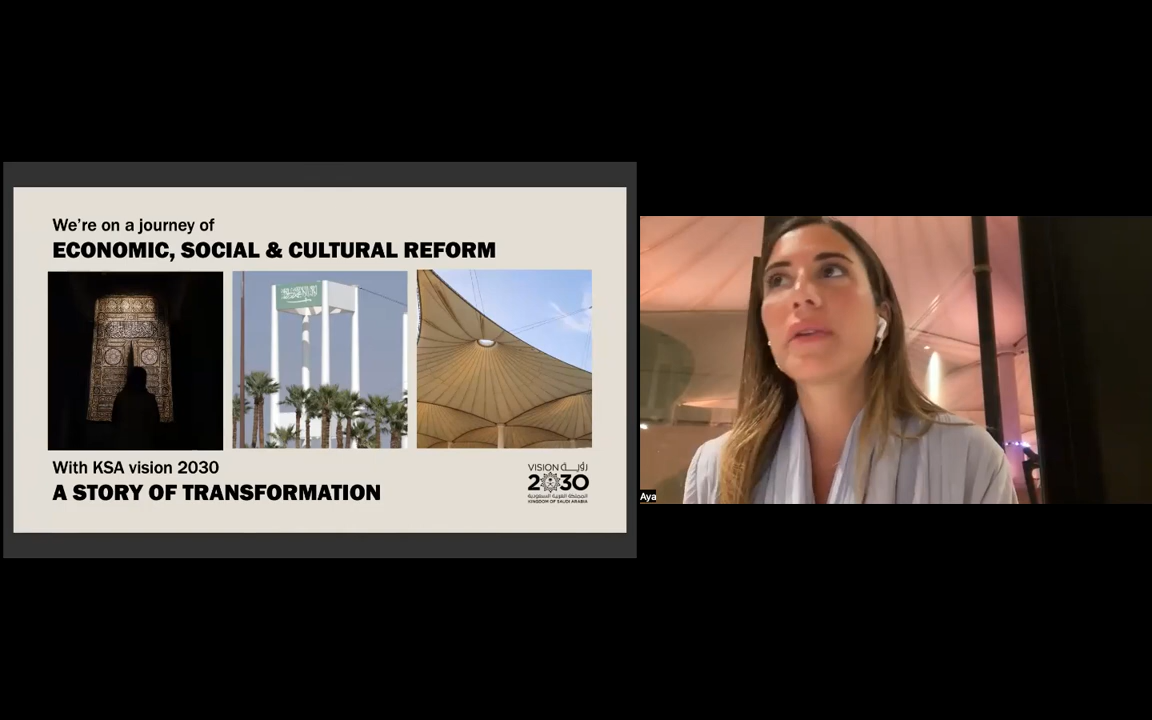 We're on a journey of
ECONOMIC, SOCIAL & CULTURAL REFORM
With KSA vision 2030
A STORY OF TRANSFORMATION
VISION رؤيـــة
2030
المملكة العربية السعودية
KINGDOM OF SAUDI ARABIA
Aya